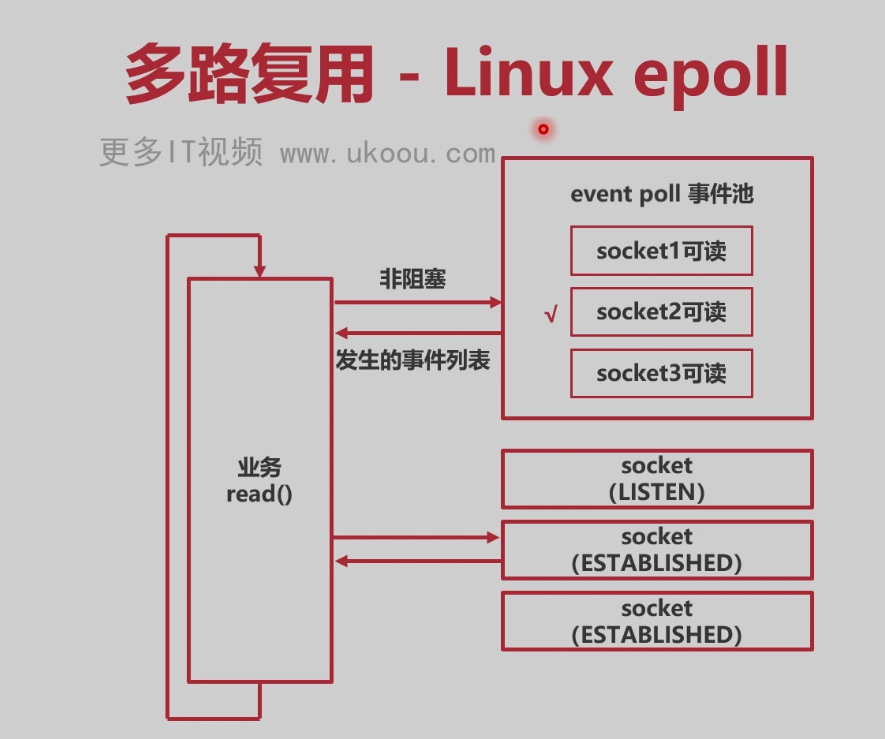 多路复用 - Linux epoll
更多IT视频 www.ukoou.com
event poll 事件池
socket1可读
非阻塞
√
socket2可读
发生的事件列表
socket3可读
业务
read()
socket
(LISTEN)
socket
(ESTABLISHED)
socket
(ESTABLISHED)